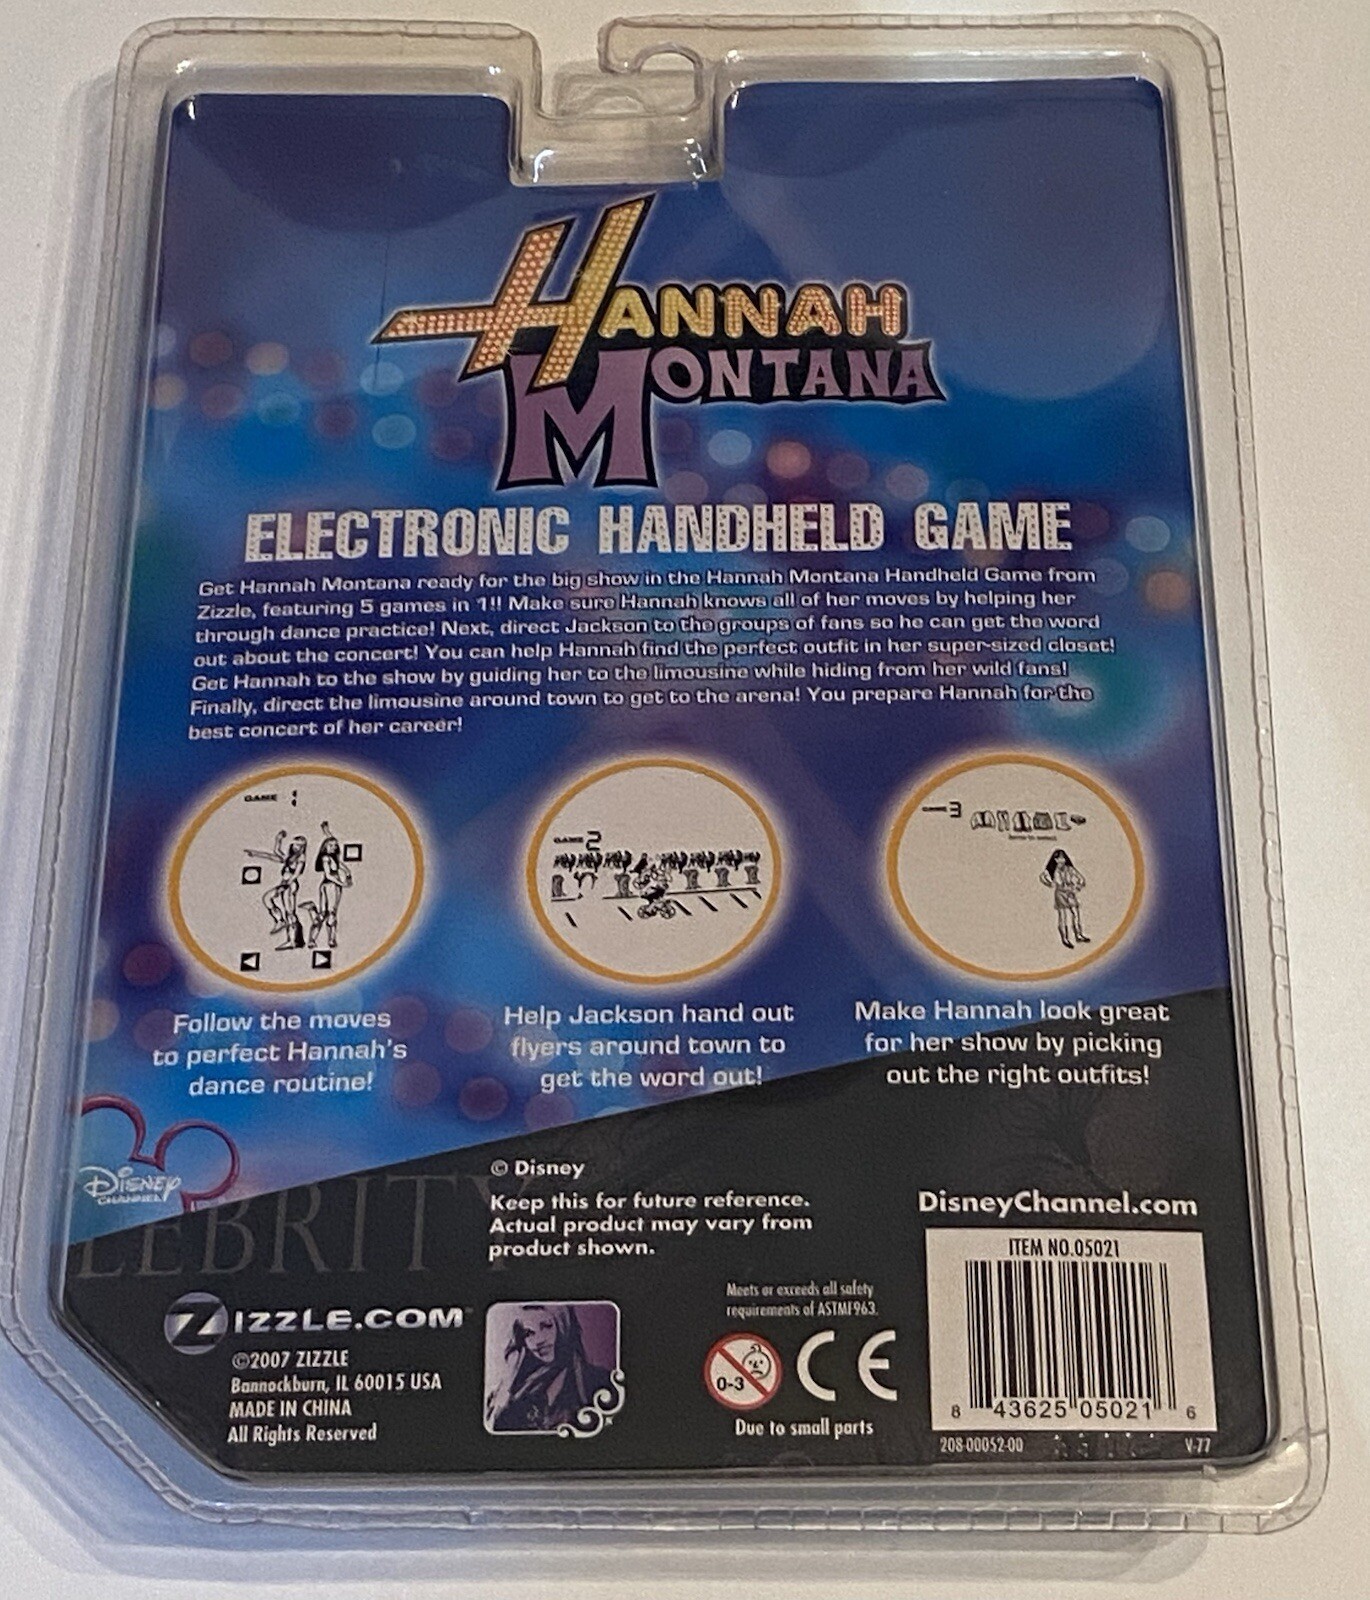 HANNAH
MONTANA
ELECTRONIC HANDHELD GAME
Get Hannah Montana ready for the big show in the Hannah Montana Handheld Game from
Zizzle, featuring 5 games in 1!! Make sure Hannah knows all of her moves by helping her
through dance practice! Next, direct Jackson to the groups of fans so he can get the word
out about the concert! You can help Hannah find the perfect outfit in her super-sized closet!
Get Hannah to the show by guiding her to the limousine while hiding from her wild fans!
Finally, direct the limousine around town to get to the arena! You prepare Hannah for the
best concert of her career!
GAME 1
GAME 2
GAME 3
Follow the moves
to perfect Hannah's
dance routine!
Help Jackson hand out
flyers around town to
get the word out!
Make Hannah look great
for her show by picking
out the right outfits!
DISNEY
CHANNEL
LEBRITY
© Disney
Keep this for future reference.
Actual product may vary from
product shown.
ZIZZLE.COM
©2007 ZIZZLE
Bannockburn, IL 60015 USA
MADE IN CHINA
All Rights Reserved
Meets or exceeds all safety
requirements of ASTMF963.
0-3
CE
Due to small parts
DisneyChannel.com
ITEM NO.05021
8 43625 05021 6
208-00052-00
V-77